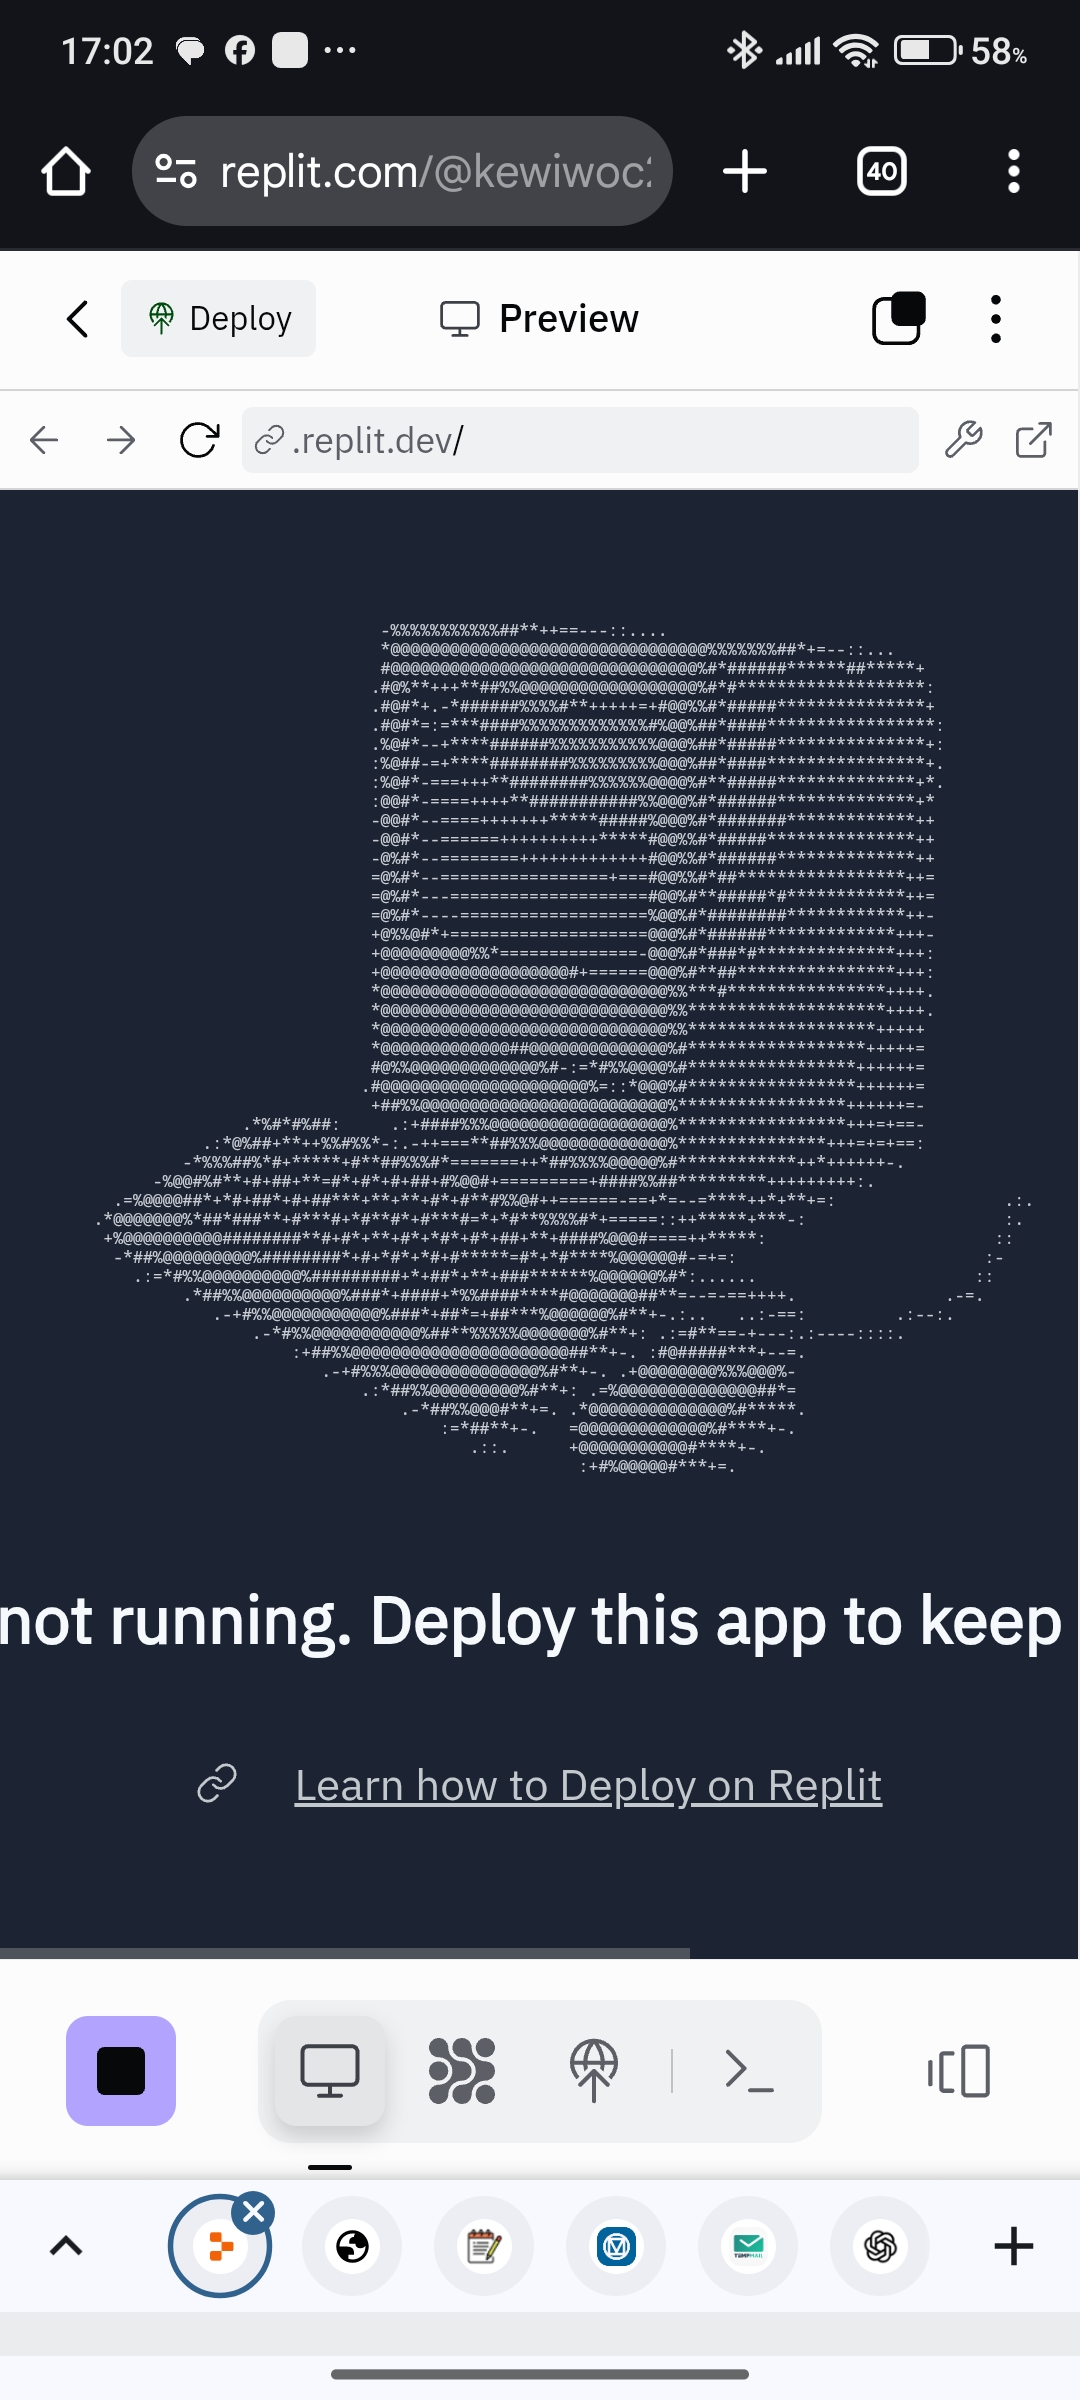 17:02
58%
replit.com/@kewiwoc
40
Deploy
Preview
.replit.dev/
not running. Deploy this app to keep
Learn how to Deploy on Replit
TEMPMAIL